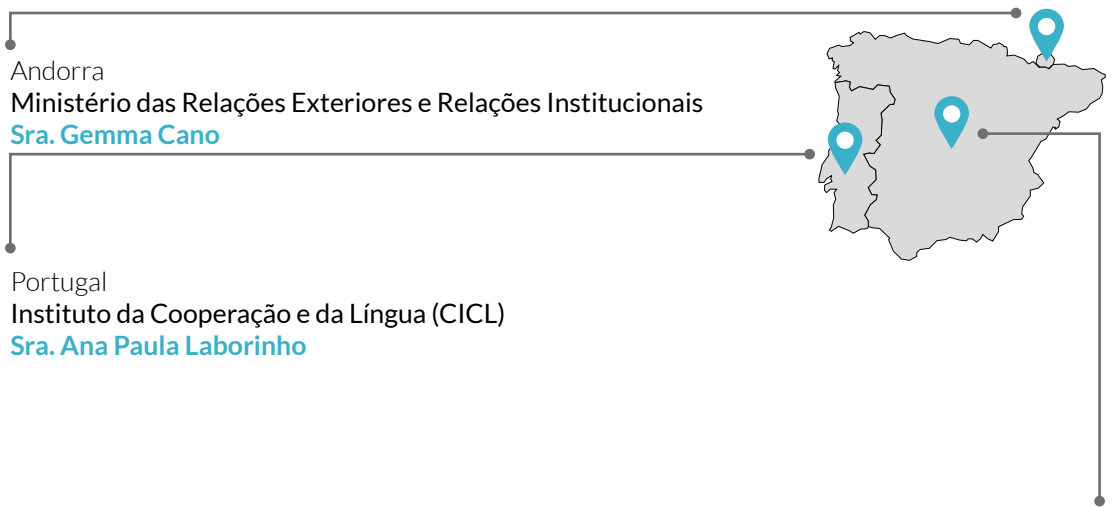 Andorra
Ministério das Relações Exteriores e Relações Institucionais
Sra. Gemma Cano
Portugal
Instituto da Cooperação e da Língua (CICL)
Sra. Ana Paula Laborinho